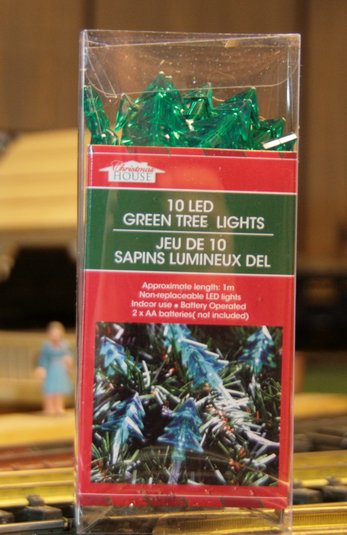 Christmas
HOUSE
10 LED
GREEN TREE LIGHTS
JEU DE 10
SAPINS LUMINEUX DEL
Approximate length: 1m
Non-replaceable LED lights
Indoor use • Battery Operated
2 x AA batteries( not included)